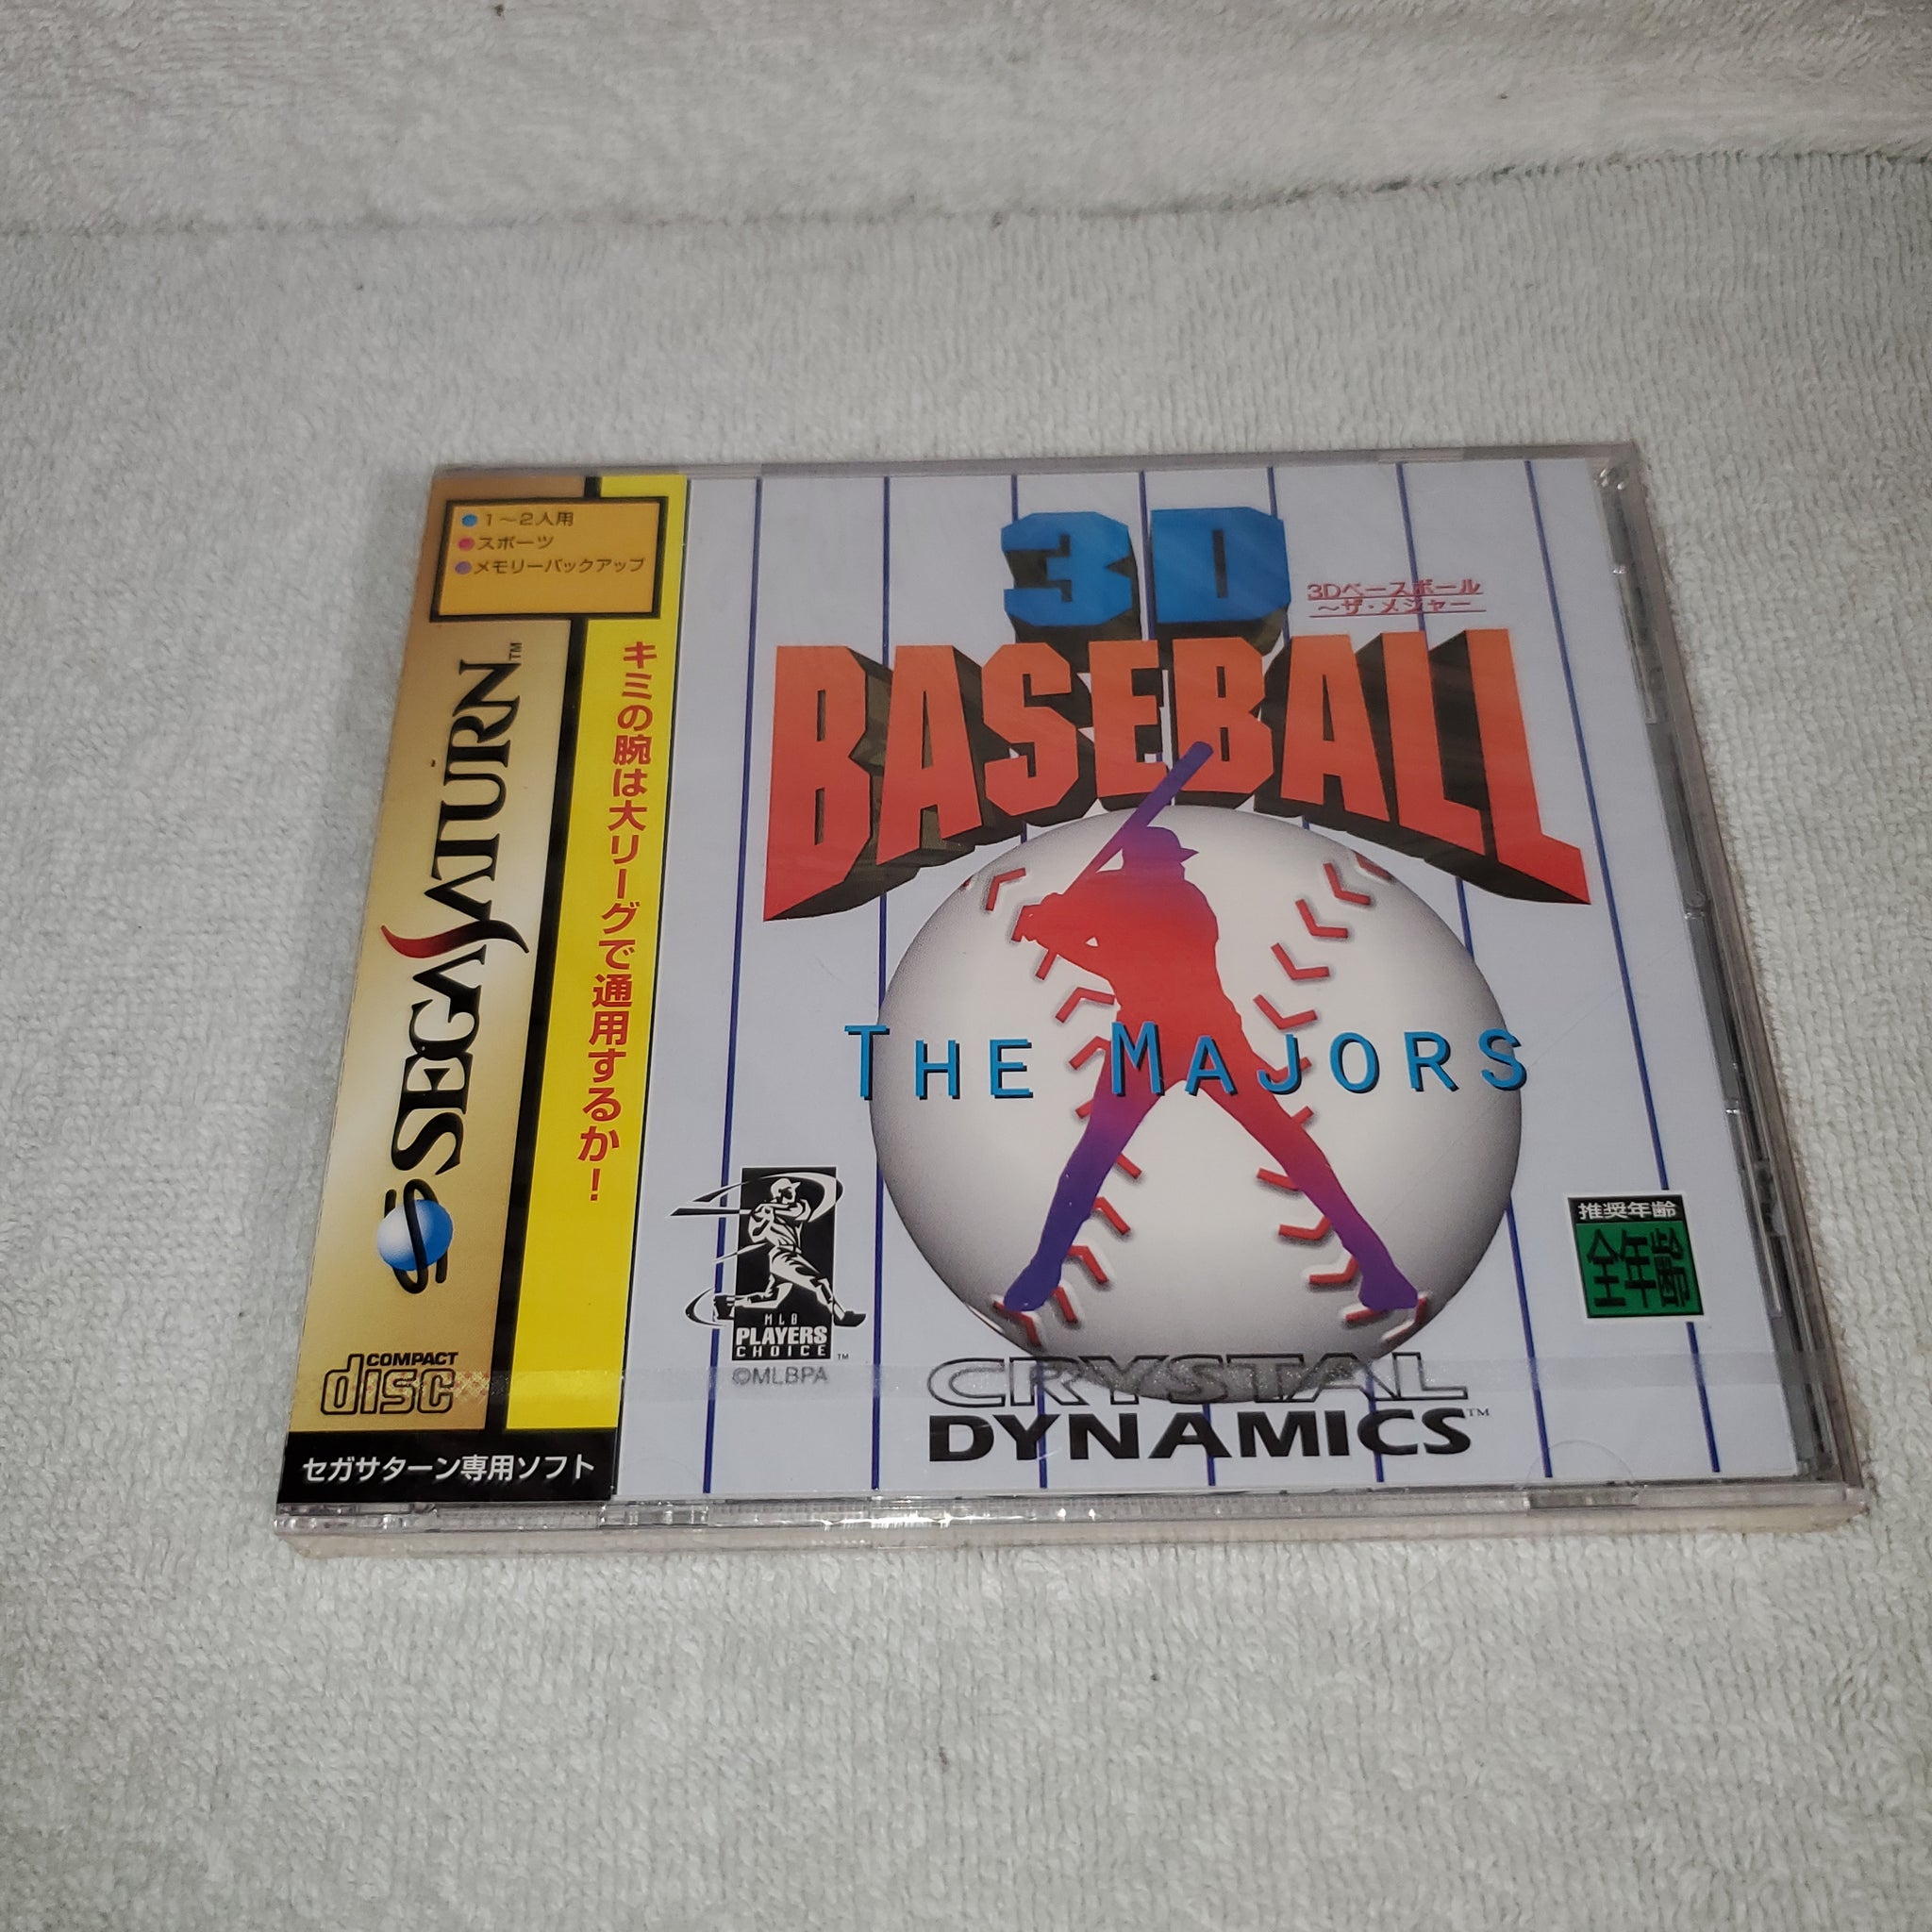 1～2人用
スポーツ
メモリーバックアップ
SEGA SATURN™
キミの腕は大リーグで通用するか！
COMPACT
disc
セガサターン専用ソフト
3D
3Dベースボール
～ザ・メジャー
BASEBALL
THE MAJORS
MLB
PLAYERS
CHOICE™
©MLBPA
推奨年齢
全年齢
CRYSTAL
DYNAMICS™